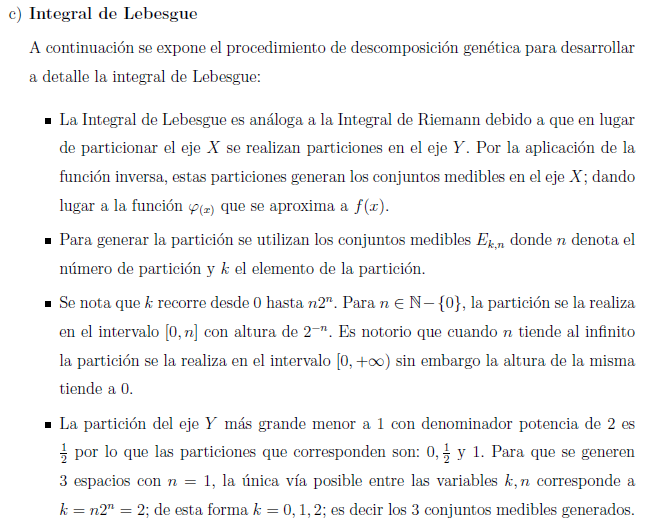 c) Integral de Lebesgue
A continuación se expone el procedimiento de descomposición genética para desarrollar
a detalle la integral de Lebesgue:
▪ La Integral de Lebesgue es análoga a la Integral de Riemann debido a que en lugar
de particionar el eje X se realizan particiones en el eje Y. Por la aplicación de la
función inversa, estas particiones generan los conjuntos medibles en el eje X; dando
lugar a la función φ₍ₓ₎ que se aproxima a f(x).
▪ Para generar la partición se utilizan los conjuntos medibles Eₖ,ₙ donde n denota el
número de partición y k el elemento de la partición.
▪ Se nota que k recorre desde 0 hasta n2ⁿ. Para n ∈ ℕ−{0}, la partición se la realiza
en el intervalo [0, n] con altura de 2⁻ⁿ. Es notorio que cuando n tiende al infinito
la partición se la realiza en el intervalo [0, +∞) sin embargo la altura de la misma
tiende a 0.
▪ La partición del eje Y más grande menor a 1 con denominador potencia de 2 es
½ por lo que las particiones que corresponden son: 0, ½ y 1. Para que se generen
3 espacios con n = 1, la única vía posible entre las variables k, n corresponde a
k = n2ⁿ = 2; de esta forma k = 0, 1, 2; es decir los 3 conjuntos medibles generados.